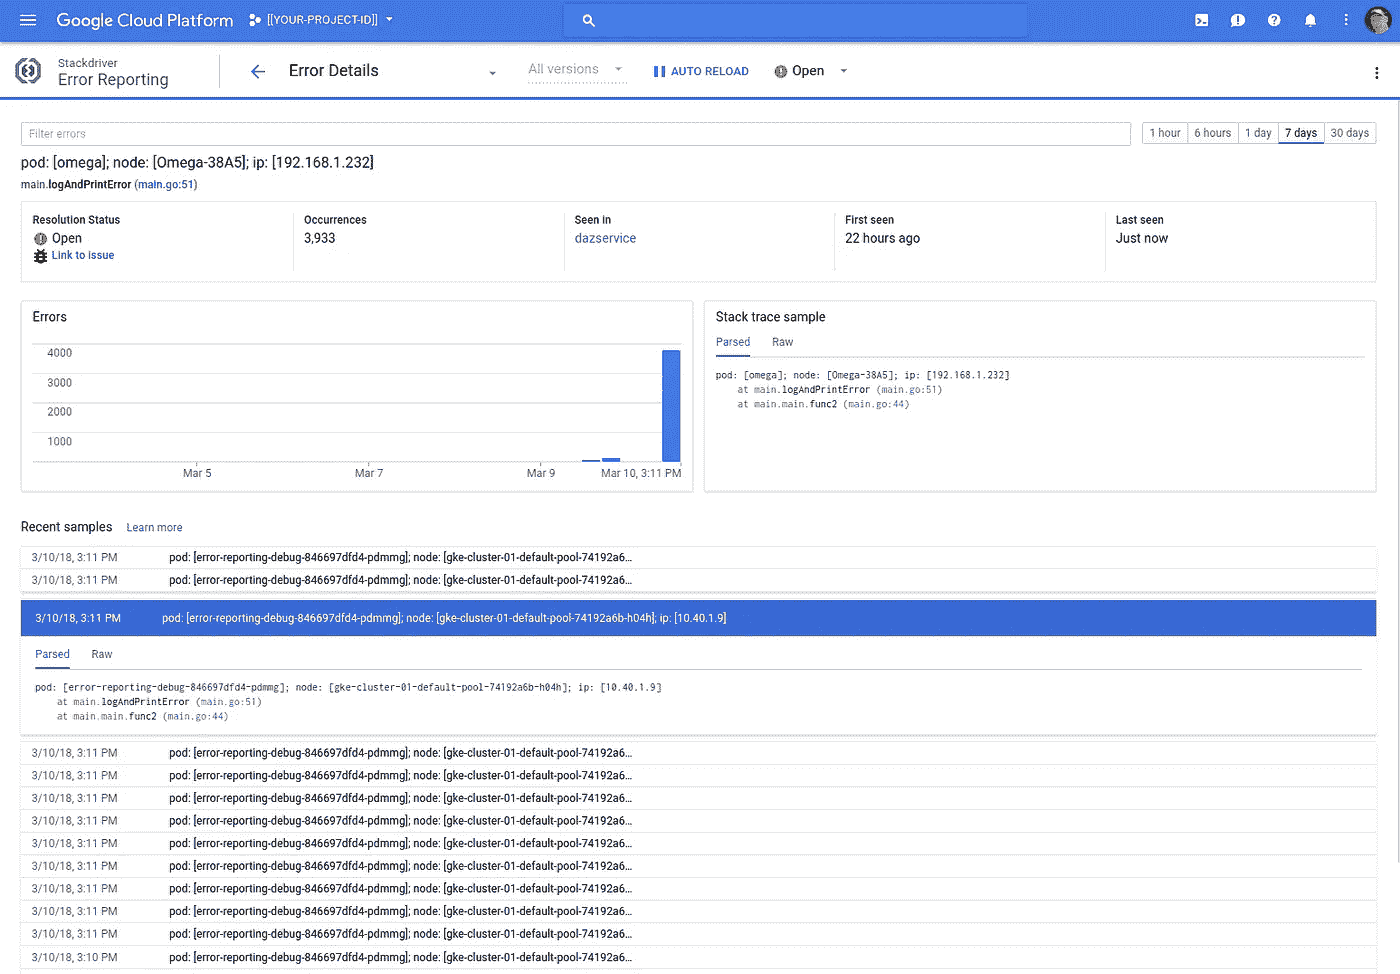 Google Cloud Platform [[YOUR-PROJECT-ID]]
Stackdriver
Error Reporting
Error Details
All versions
AUTO RELOAD
Open
Filter errors
1 hour 6 hours 1 day 7 days 30 days
pod: [omega]; node: [Omega-38A5]; ip: [192.168.1.232]
main.logAndPrintError (main.go:51)
Resolution Status
Open
Link to issue
Occurrences
3,933
Seen in
dazservice
First seen
22 hours ago
Last seen
Just now
Errors
4000
3000
2000
1000
Mar 5 Mar 7 Mar 9 Mar 10, 3:11 PM
Stack trace sample
Parsed Raw
pod: [omega]; node: [Omega-38A5]; ip: [192.168.1.232]
at main.logAndPrintError (main.go:51)
at main.main.func2 (main.go:44)
Recent samples Learn more
3/10/18, 3:11 PM pod: [error-reporting-debug-846697dfd4-pdmmg]; node: [gke-cluster-01-default-pool-74192a6...
3/10/18, 3:11 PM pod: [error-reporting-debug-846697dfd4-pdmmg]; node: [gke-cluster-01-default-pool-74192a6...
3/10/18, 3:11 PM pod: [error-reporting-debug-846697dfd4-pdmmg]; node: [gke-cluster-01-default-pool-74192a6b-h04h]; ip: [10.40.1.9]
Parsed Raw
pod: [error-reporting-debug-846697dfd4-pdmmg]; node: [gke-cluster-01-default-pool-74192a6b-h04h]; ip: [10.40.1.9]
at main.logAndPrintError (main.go:51)
at main.main.func2 (main.go:44)
3/10/18, 3:11 PM pod: [error-reporting-debug-846697dfd4-pdmmg]; node: [gke-cluster-01-default-pool-74192a6...
3/10/18, 3:11 PM pod: [error-reporting-debug-846697dfd4-pdmmg]; node: [gke-cluster-01-default-pool-74192a6...
3/10/18, 3:11 PM pod: [error-reporting-debug-846697dfd4-pdmmg]; node: [gke-cluster-01-default-pool-74192a6...
3/10/18, 3:11 PM pod: [error-reporting-debug-846697dfd4-pdmmg]; node: [gke-cluster-01-default-pool-74192a6...
3/10/18, 3:11 PM pod: [error-reporting-debug-846697dfd4-pdmmg]; node: [gke-cluster-01-default-pool-74192a6...
3/10/18, 3:11 PM pod: [error-reporting-debug-846697dfd4-pdmmg]; node: [gke-cluster-01-default-pool-74192a6...
3/10/18, 3:11 PM pod: [error-reporting-debug-846697dfd4-pdmmg]; node: [gke-cluster-01-default-pool-74192a6...
3/10/18, 3:11 PM pod: [error-reporting-debug-846697dfd4-pdmmg]; node: [gke-cluster-01-default-pool-74192a6...
3/10/18, 3:11 PM pod: [error-reporting-debug-846697dfd4-pdmmg]; node: [gke-cluster-01-default-pool-74192a6...
3/10/18, 3:10 PM pod: [error-reporting-debug-846697dfd4-pdmmg]; node: [gke-cluster-01-default-pool-74192a6...